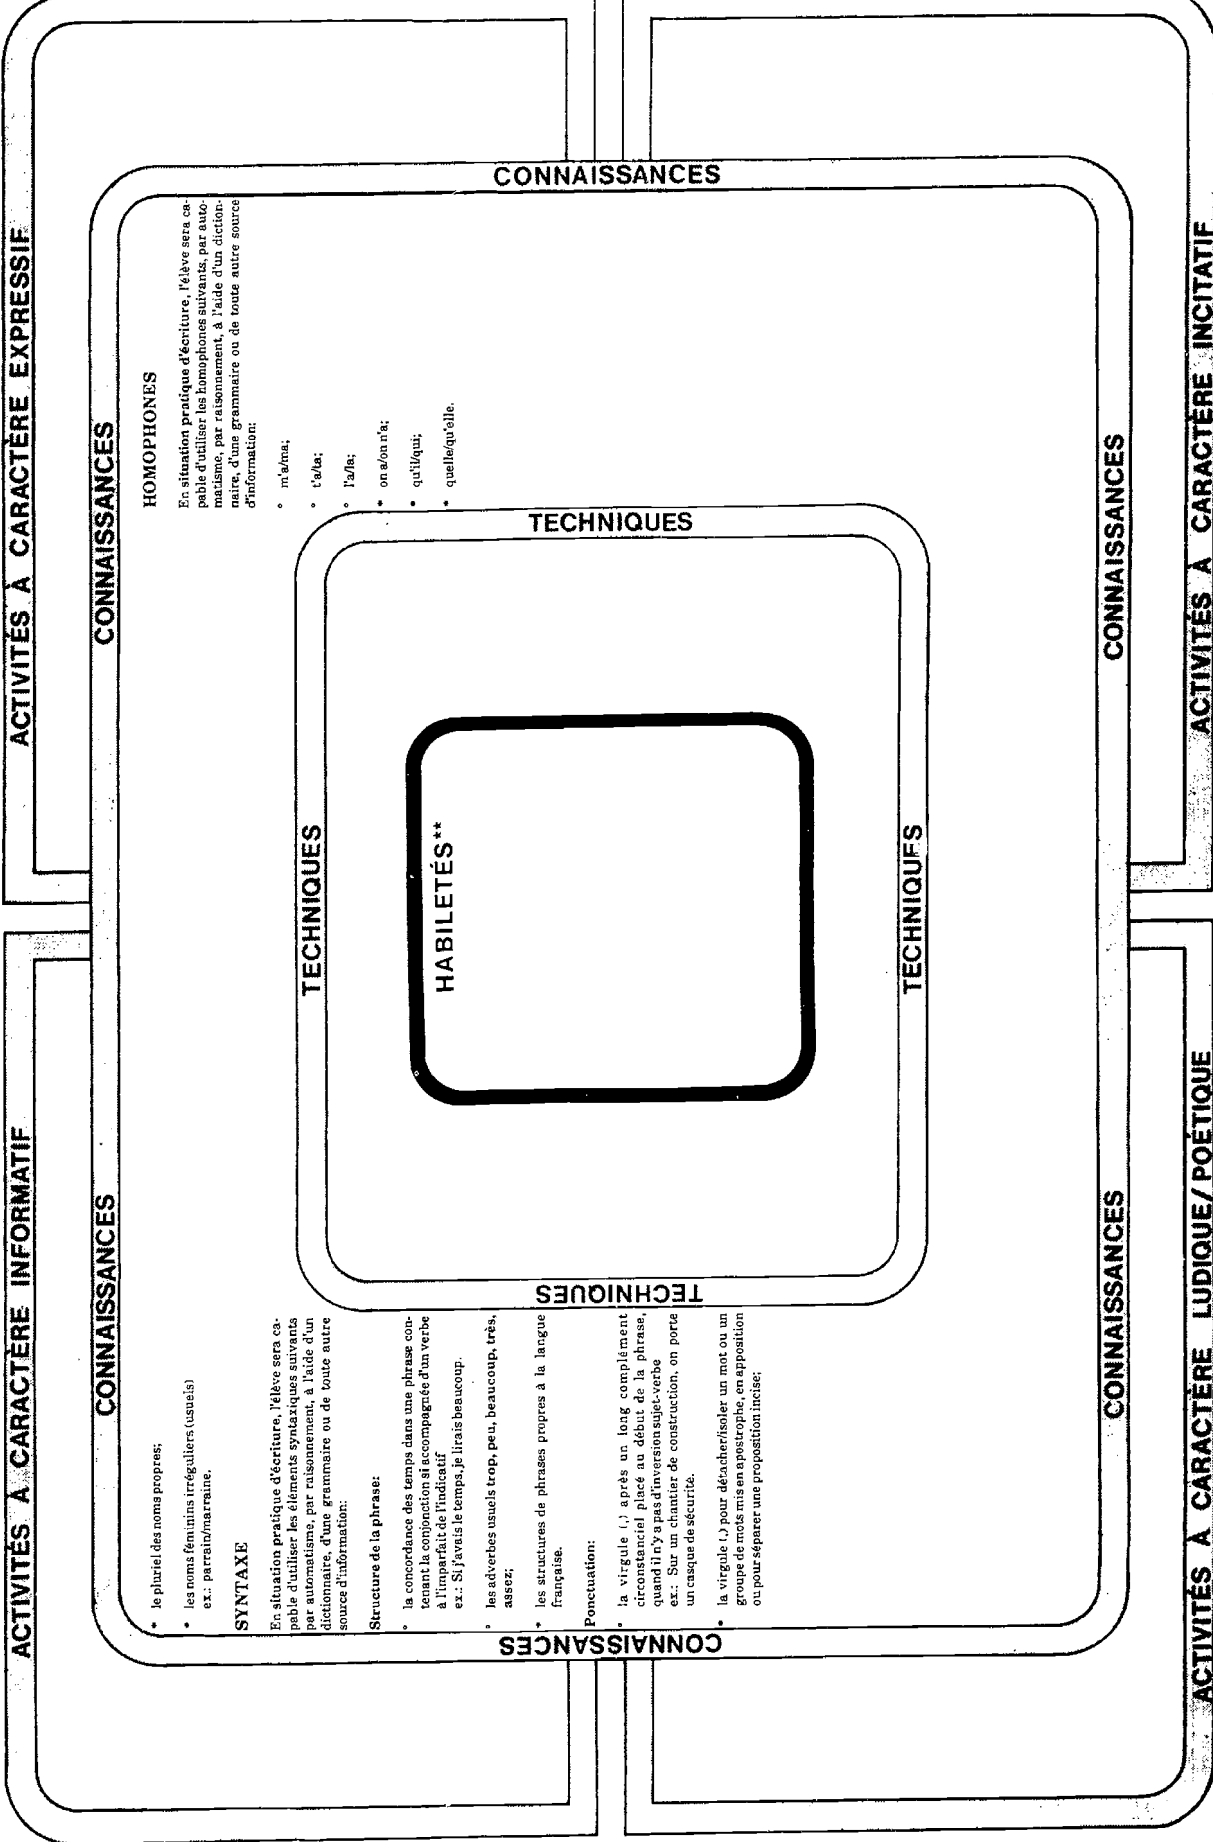 ACTIVITÉS À CARACTÈRE INFORMATIF
ACTIVITÉS À CARACTÈRE EXPRESSIF
CONNAISSANCES
CONNAISSANCES
• le pluriel des noms propres;
• les noms féminins irréguliers (usuels)
ex.: parrain/marraine.
SYNTAXE
En situation pratique d'écriture, l'élève sera ca-
pable d'utiliser les éléments syntaxiques suivants
par automatisme, par raisonnement, à l'aide d'un
dictionnaire, d'une grammaire ou de toute autre
source d'information:
Structure de la phrase:
° la concordance des temps dans une phrase con-
tenant la conjonction si accompagnée d'un verbe
à l'imparfait de l'indicatif
ex.: Si j'avais le temps, je lirais beaucoup.
° les adverbes usuels trop, peu, beaucoup, très,
assez;
• les structures de phrases propres à la langue
française.
Ponctuation:
° la virgule (,) après un long complément
circonstanciel placé au début de la phrase,
quand il n'y a pas d'inversion sujet-verbe
ex.: Sur un chantier de construction, on porte
un casque de sécurité.
• la virgule (,) pour détacher/isoler un mot ou un
groupe de mots mis en apostrophe, en apposition
ou pour séparer une proposition incise;
HOMOPHONES
En situation pratique d'écriture, l'élève sera ca-
pable d'utiliser les homophones suivants, par auto-
matisme, par raisonnement, à l'aide d'un diction-
naire, d'une grammaire ou de toute autre source
d'information:
° m'a/ma;
° t'a/ta;
° l'a/la;
• on a/on n'a;
• qu'il/qui;
• quelle/qu'elle.
CONNAISSANCES
CONNAISSANCES
TECHNIQUES
TECHNIQUES
TECHNIQUES
HABILETÉS**
TECHNIQUES
CONNAISSANCES
CONNAISSANCES
ACTIVITÉS À CARACTÈRE LUDIQUE/POÉTIQUE
ACTIVITÉS À CARACTÈRE INCITATIF